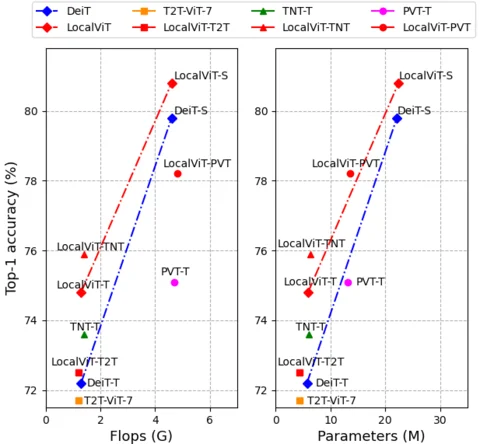 DeiT T2T-ViT-7 TNT-T PVT-T
LocalViT LocalViT-T2T LocalViT-TNT LocalViT-PVT
LocalViT-S LocalViT-S
80 DeiT-S 80 DeiT-S
LocalViT-PVT LocalViT-PVT
78 78
76 LocalViT-TNT 76 LocalViT-TNT
PVT-T
LocalViT-T LocalViT-T PVT-T
74 TNT-T 74 TNT-T
LocalViT-T2T LocalViT-T2T
72 DeiT-T 72 DeiT-T
T2T-ViT-7 T2T-ViT-7
0 2 4 6 0 10 20 30
Flops (G) Parameters (M)
Top-1 accuracy (%)